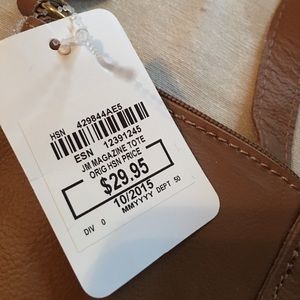 HSN 429844AE5
ESN 12391245
JM MAGAZINE TOTE
ORIG HSN PRICE
$29.95
10/2015
MMYYYY DEPT 50
DIV 0